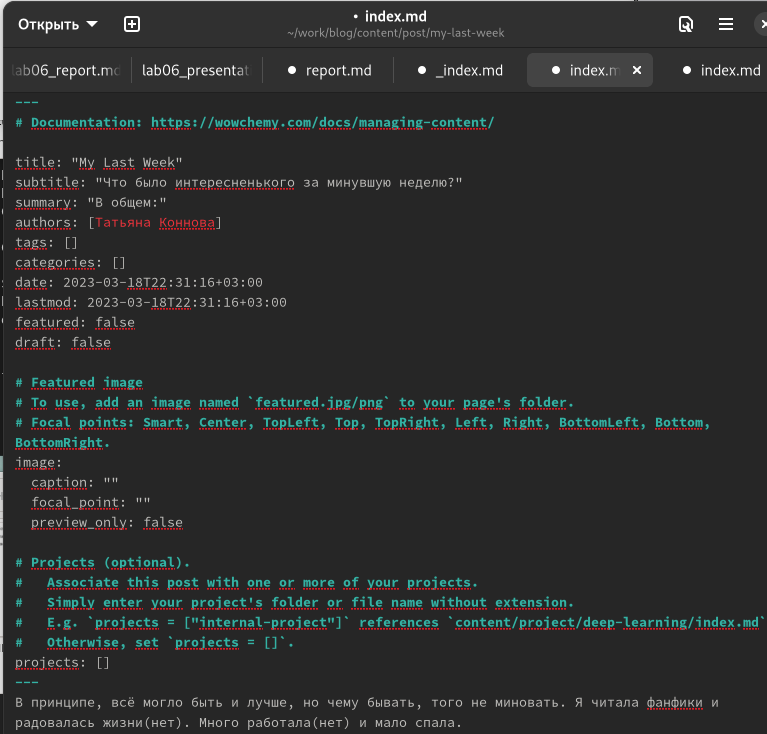 Открыть
• index.md
~/work/blog/content/post/my-last-week
lab06_report.md
lab06_presentat
• report.md
• _index.md
• index.m
• index.md
---
# Documentation: https://wowchemy.com/docs/managing-content/
title: "My Last Week"
subtitle: "Что было интересненького за минувшую неделю?"
summary: "В общем:"
authors: [Татьяна Коннова]
tags: []
categories: []
date: 2023-03-18T22:31:16+03:00
lastmod: 2023-03-18T22:31:16+03:00
featured: false
draft: false
# Featured image
# To use, add an image named `featured.jpg/png` to your page's folder.
# Focal points: Smart, Center, TopLeft, Top, TopRight, Left, Right, BottomLeft, Bottom,
BottomRight.
image:
  caption: ""
  focal_point: ""
  preview_only: false
# Projects (optional).
#   Associate this post with one or more of your projects.
#   Simply enter your project's folder or file name without extension.
#   E.g. `projects = ["internal-project"]` references `content/project/deep-learning/index.md`
#   Otherwise, set `projects = []`.
projects: []
---
В принципе, всё могло быть и лучше, но чему бывать, того не миновать. Я читала фанфики и
радовалась жизни(нет). Много работала(нет) и мало спала.